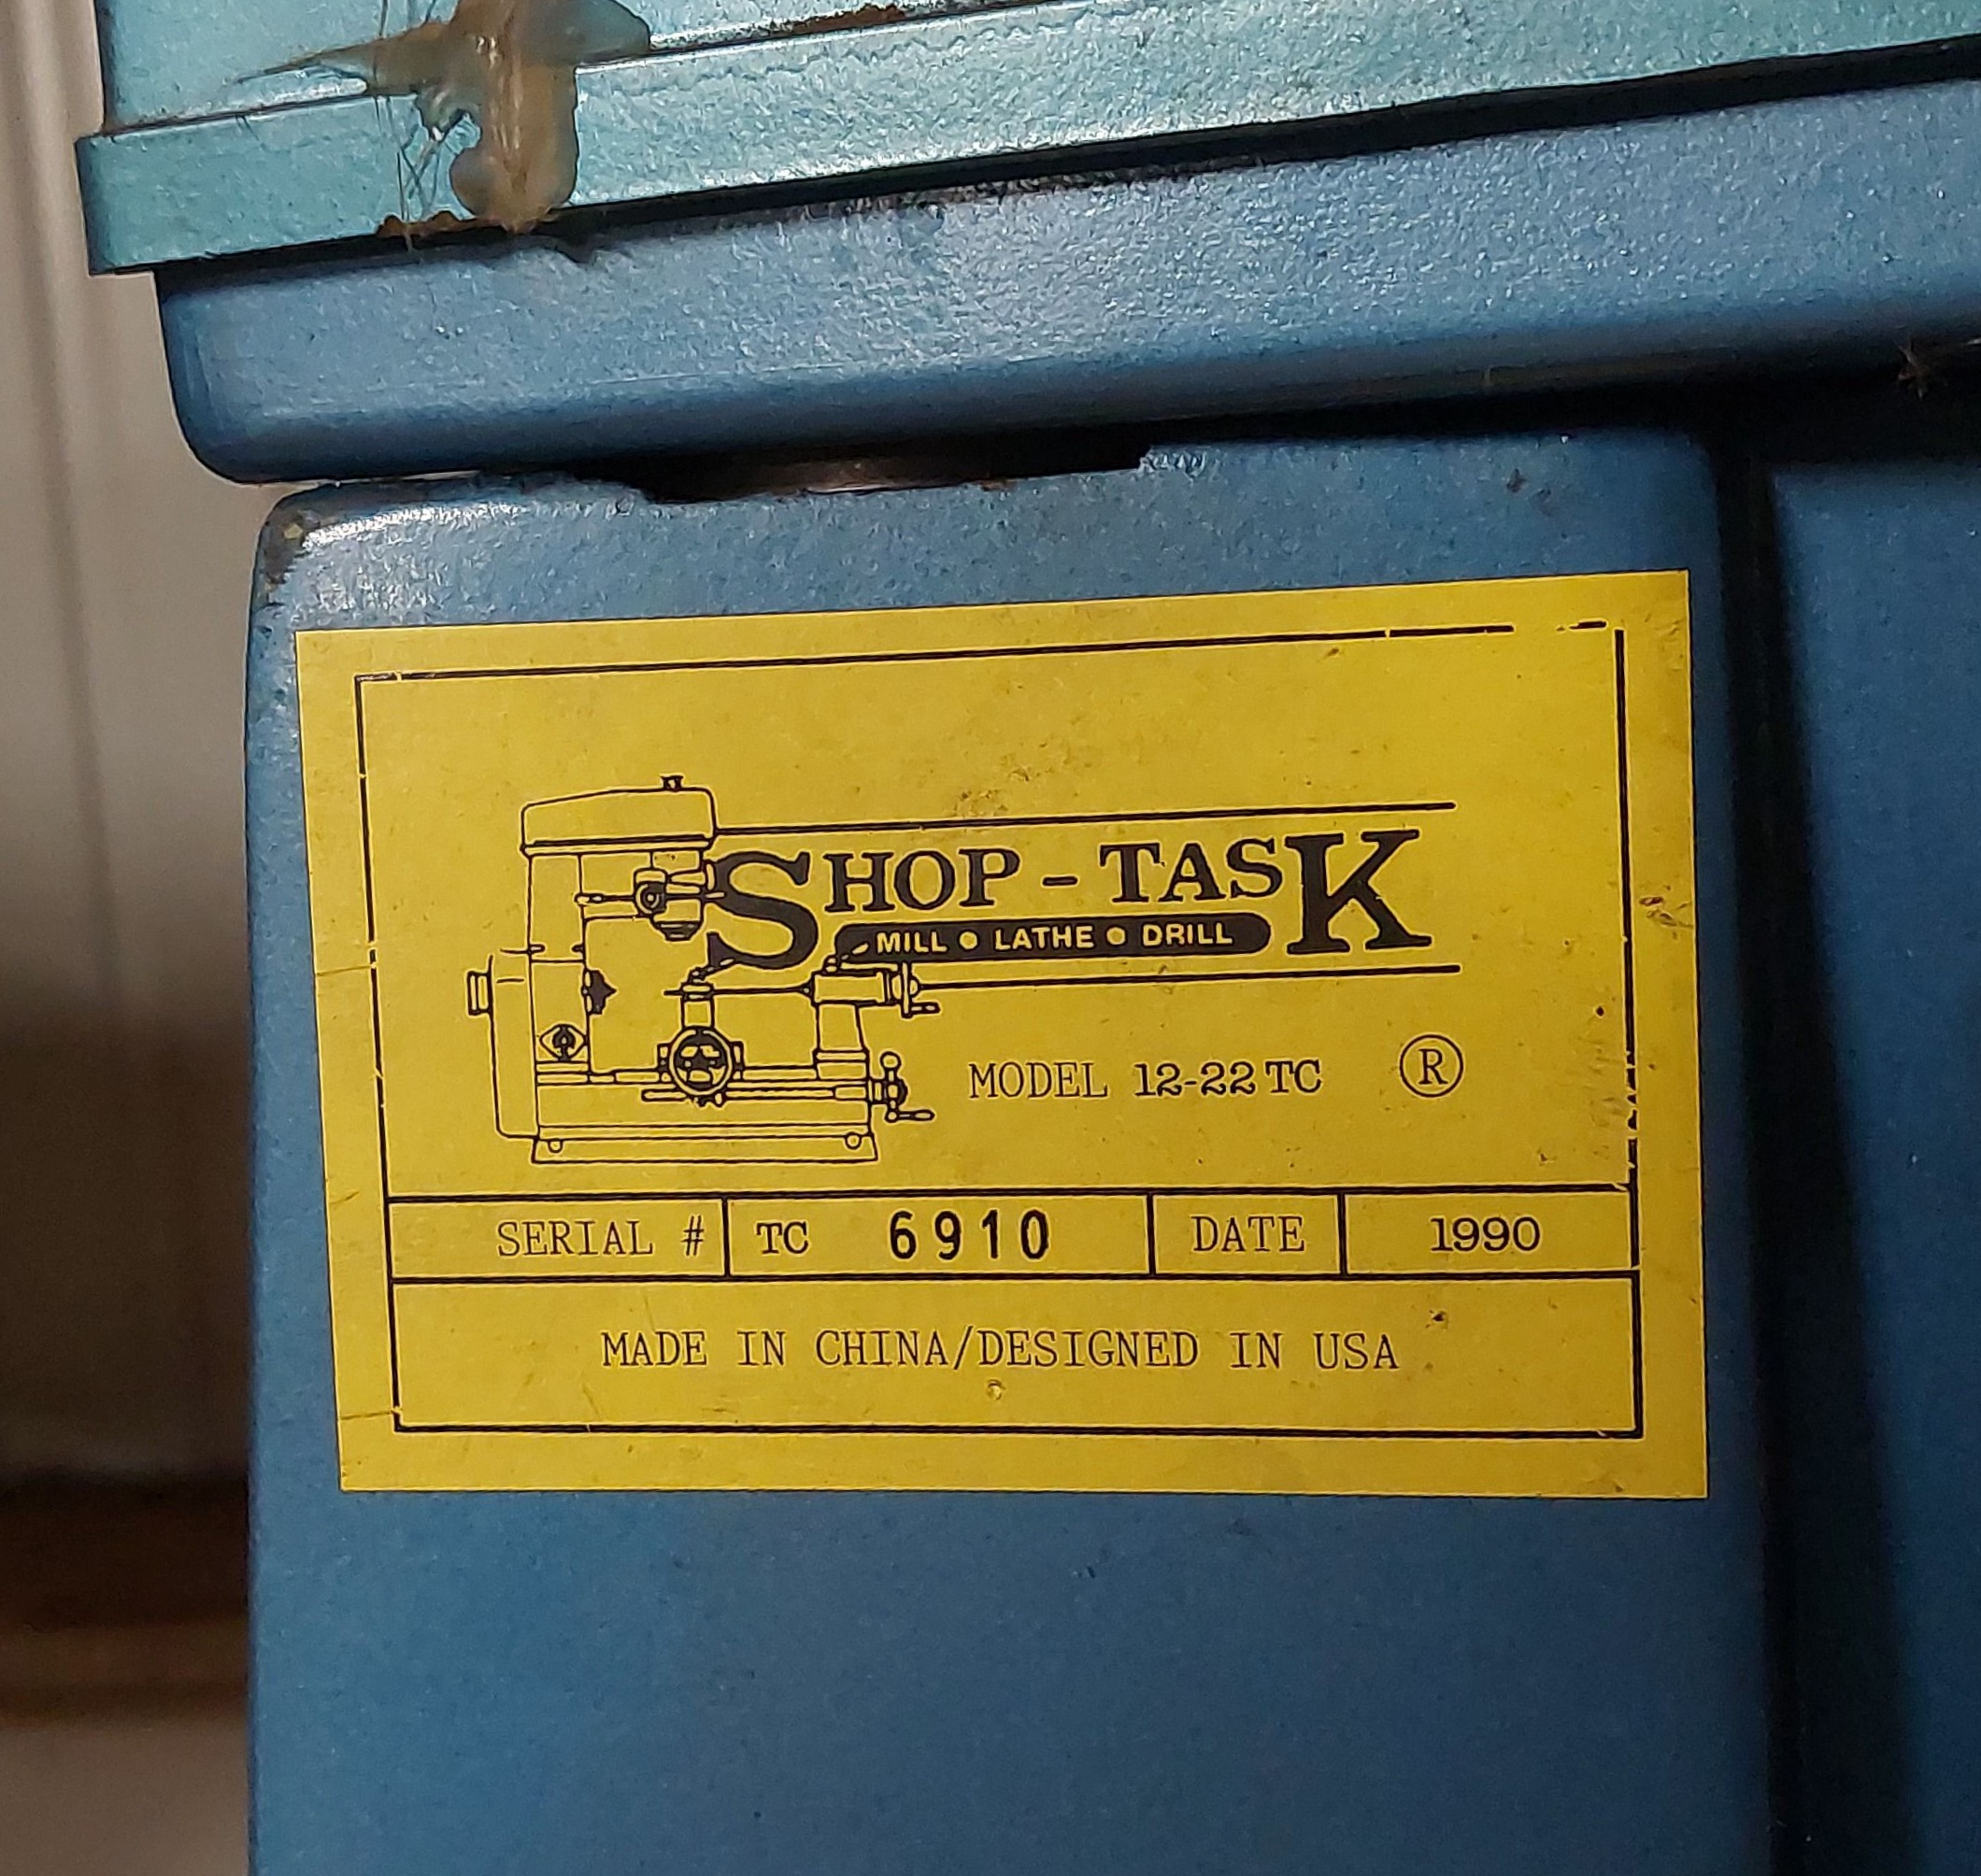 SHOP-TASK
MILL • LATHE • DRILL
MODEL 12-22 TC ®
SERIAL # TC 6910 DATE 1990
MADE IN CHINA/DESIGNED IN USA